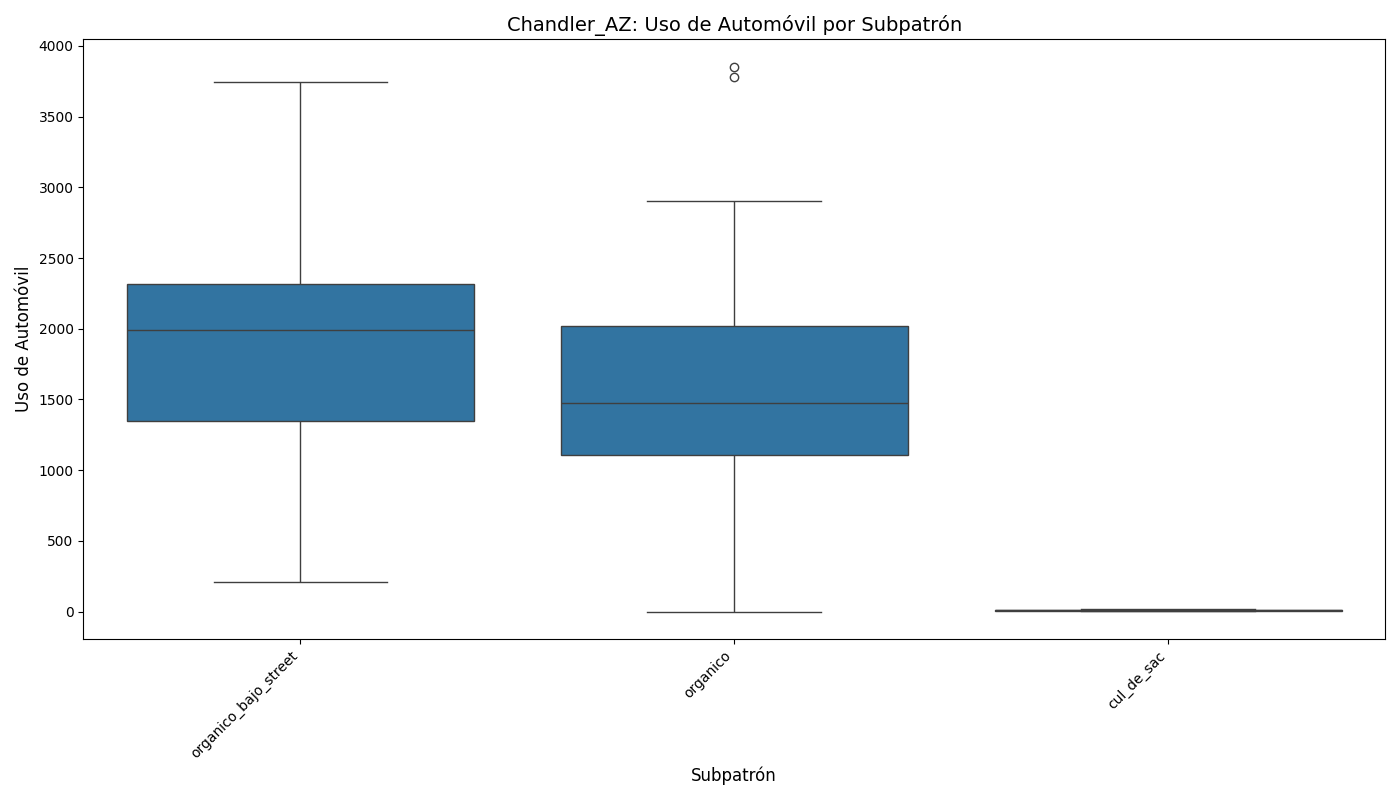 Chandler_AZ: Uso de Automóvil por Subpatrón
Uso de Automóvil
4000
3500
3000
2500
2000
1500
1000
500
0
organico_bajo_street
organico
cul_de_sac
Subpatrón